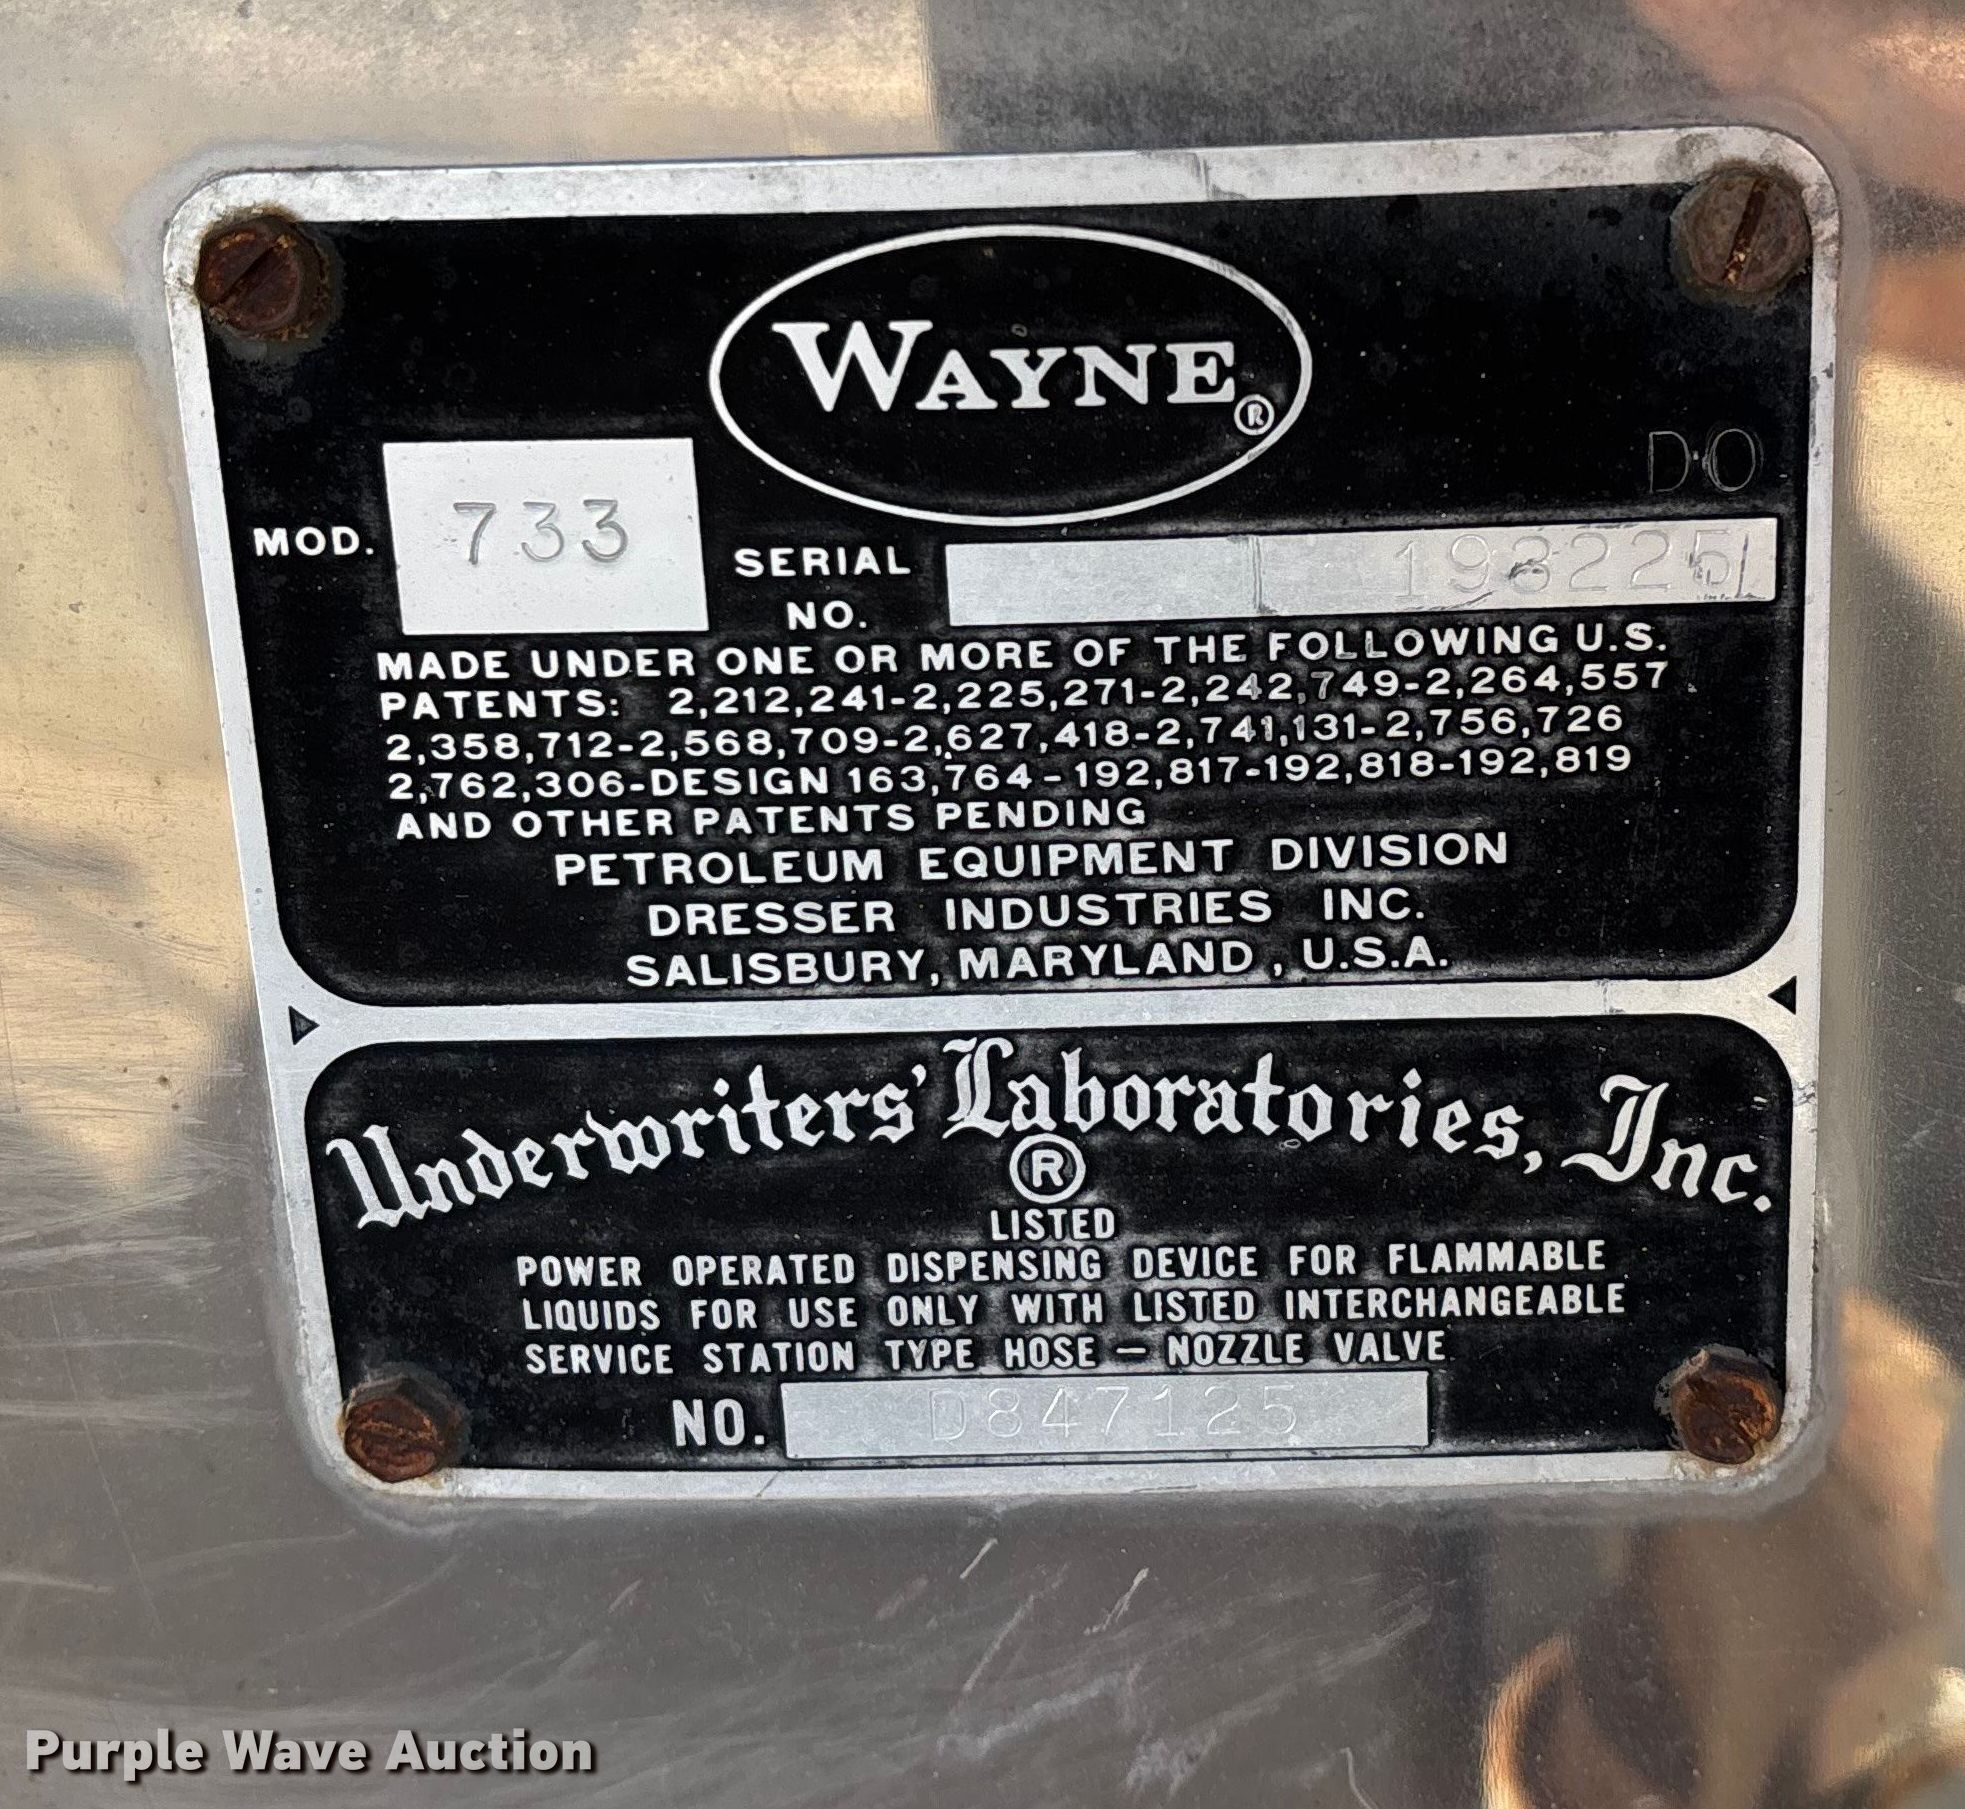 WAYNE ®
D·O
MOD. 733
SERIAL NO. 193225
MADE UNDER ONE OR MORE OF THE FOLLOWING U.S.
PATENTS: 2,212,241-2,225,271-2,242,749-2,264,557
2,358,712-2,568,709-2,627,418-2,741,131-2,756,726
2,762,306-DESIGN 163,764-192,817-192,818-192,819
AND OTHER PATENTS PENDING
PETROLEUM EQUIPMENT DIVISION
DRESSER INDUSTRIES INC.
SALISBURY, MARYLAND, U.S.A.
Underwriters' Laboratories, Inc.
®
LISTED
POWER OPERATED DISPENSING DEVICE FOR FLAMMABLE
LIQUIDS FOR USE ONLY WITH LISTED INTERCHANGEABLE
SERVICE STATION TYPE HOSE — NOZZLE VALVE
NO. D847125
Purple Wave Auction